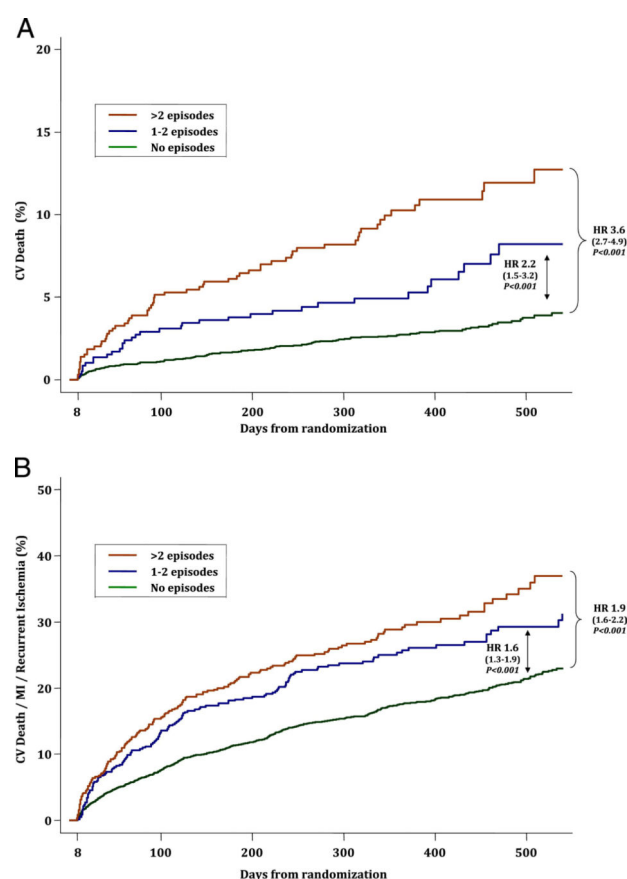 A
20
15
10
5
0
CV Death (%)
>2 episodes
1-2 episodes
No episodes
HR 3.6
(2.7-4.9)
P<0.001
HR 2.2
(1.5-3.2)
P<0.001
8 100 200 300 400 500
Days from randomization
B
50
40
30
20
10
0
CV Death / MI / Recurrent Ischemia (%)
>2 episodes
1-2 episodes
No episodes
HR 1.9
(1.6-2.2)
P<0.001
HR 1.6
(1.3-1.9)
P<0.001
8 100 200 300 400 500
Days from randomization